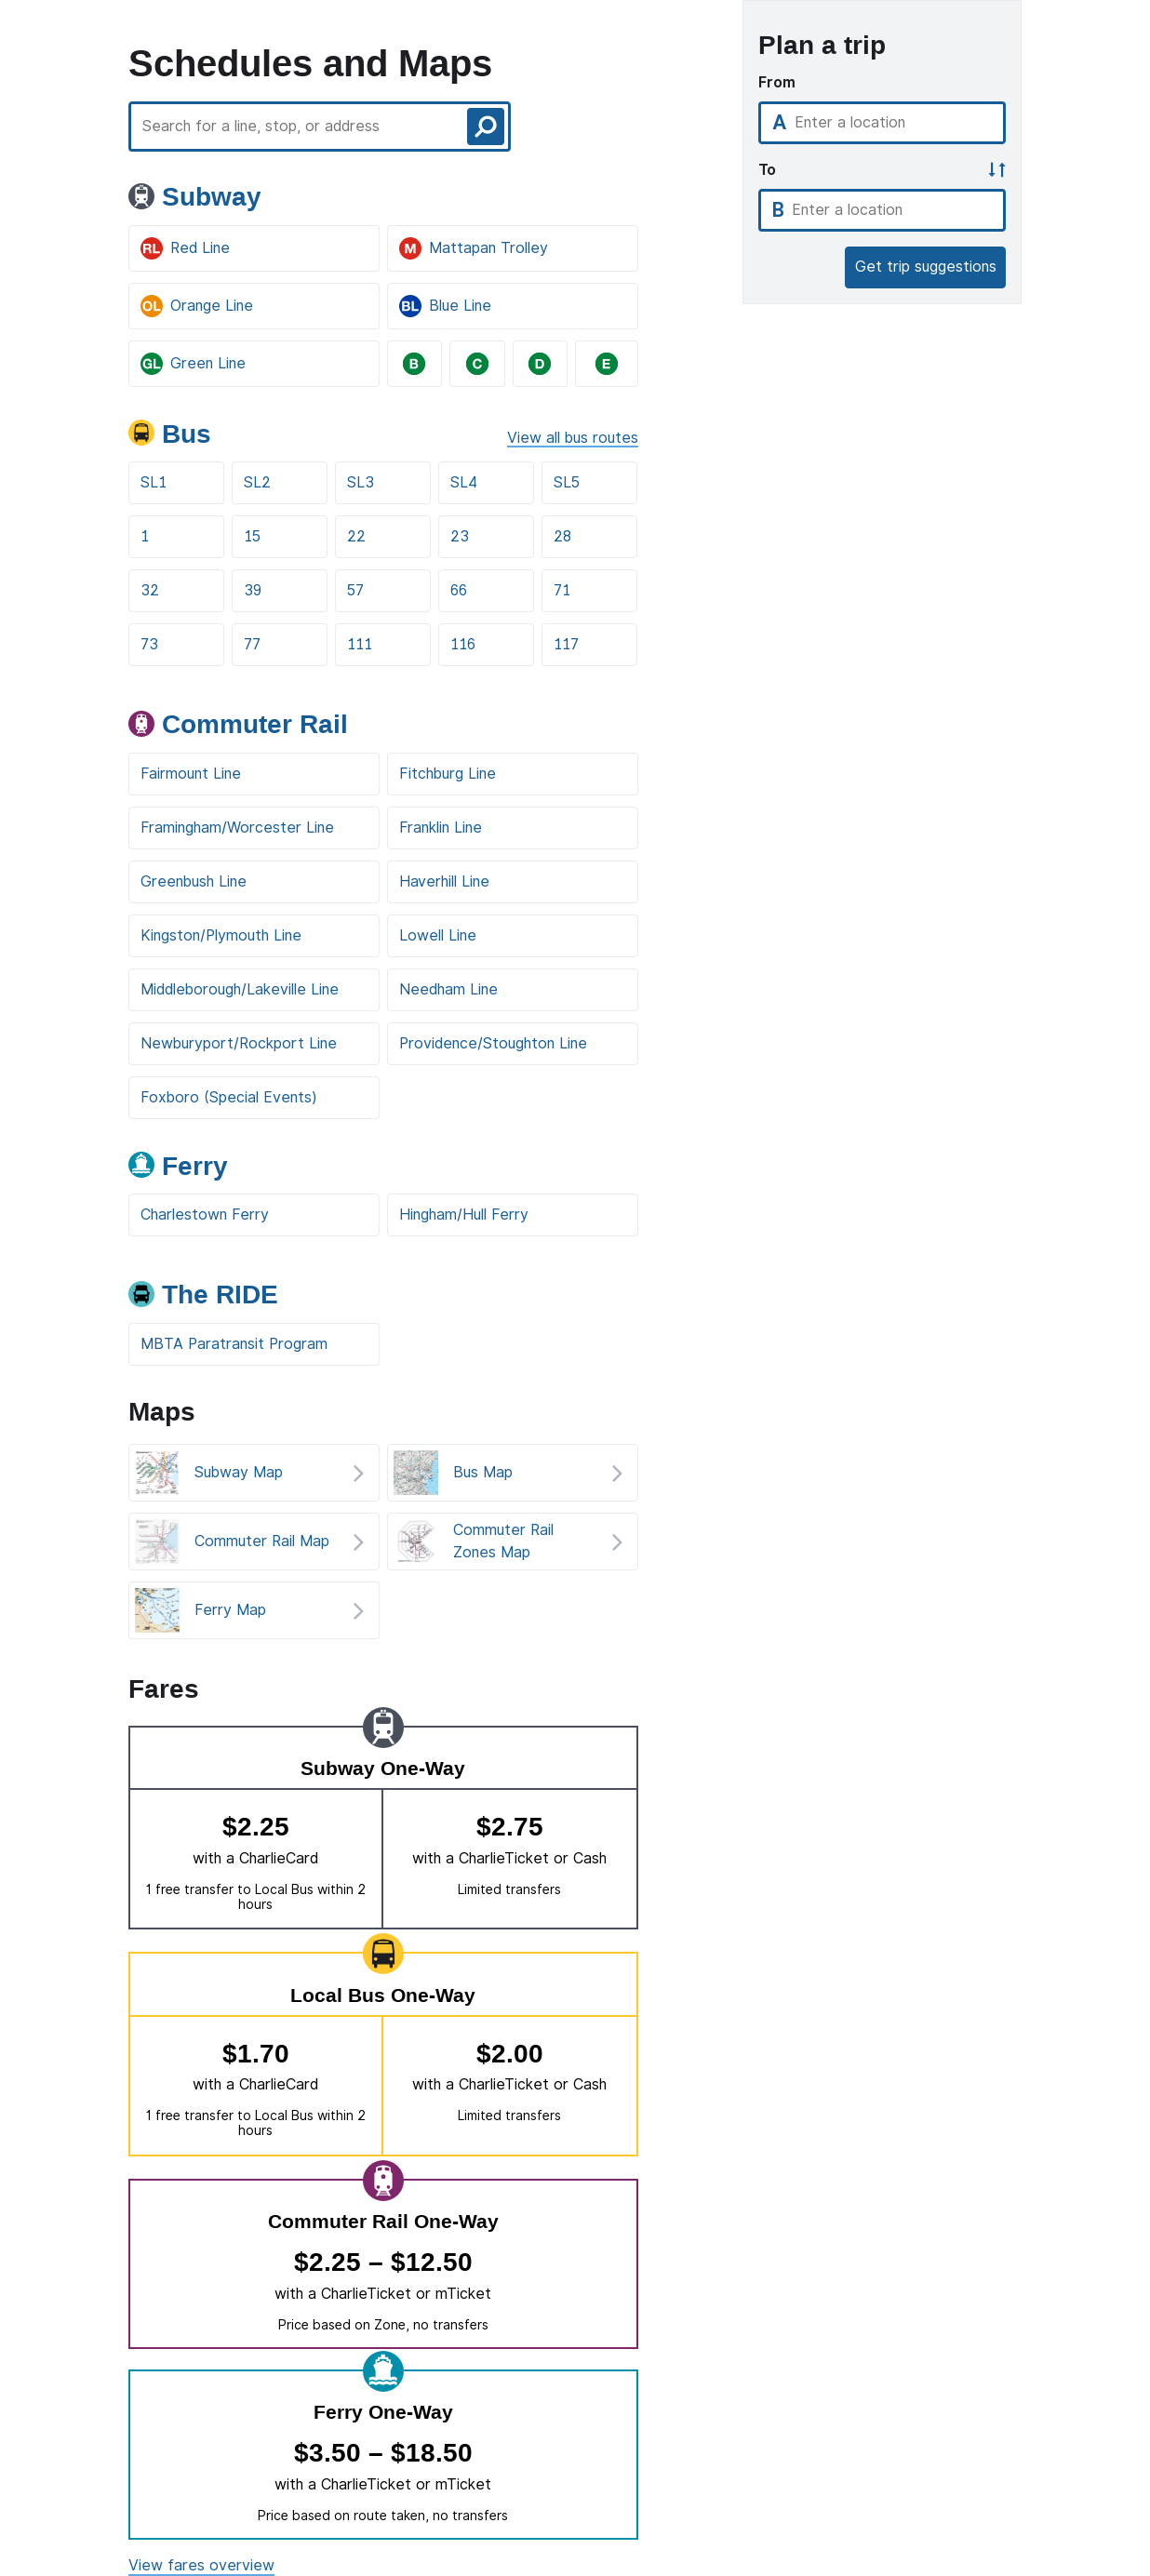 Schedules and Maps
Search for a line, stop, or address
Subway
RL Red Line
M Mattapan Trolley
OL Orange Line
BL Blue Line
GL Green Line
B
C
D
E
Bus
View all bus routes
SL1
SL2
SL3
SL4
SL5
1
15
22
23
28
32
39
57
66
71
73
77
111
116
117
Commuter Rail
Fairmount Line
Fitchburg Line
Framingham/Worcester Line
Franklin Line
Greenbush Line
Haverhill Line
Kingston/Plymouth Line
Lowell Line
Middleborough/Lakeville Line
Needham Line
Newburyport/Rockport Line
Providence/Stoughton Line
Foxboro (Special Events)
Ferry
Charlestown Ferry
Hingham/Hull Ferry
The RIDE
MBTA Paratransit Program
Maps
Subway Map
Bus Map
Commuter Rail Map
Commuter Rail
Zones Map
Ferry Map
Fares
Subway One-Way
$2.25
with a CharlieCard
1 free transfer to Local Bus within 2
hours
$2.75
with a CharlieTicket or Cash
Limited transfers
Local Bus One-Way
$1.70
with a CharlieCard
1 free transfer to Local Bus within 2
hours
$2.00
with a CharlieTicket or Cash
Limited transfers
Commuter Rail One-Way
$2.25 – $12.50
with a CharlieTicket or mTicket
Price based on Zone, no transfers
Ferry One-Way
$3.50 – $18.50
with a CharlieTicket or mTicket
Price based on route taken, no transfers
View fares overview
Plan a trip
From
A Enter a location
To
B Enter a location
Get trip suggestions